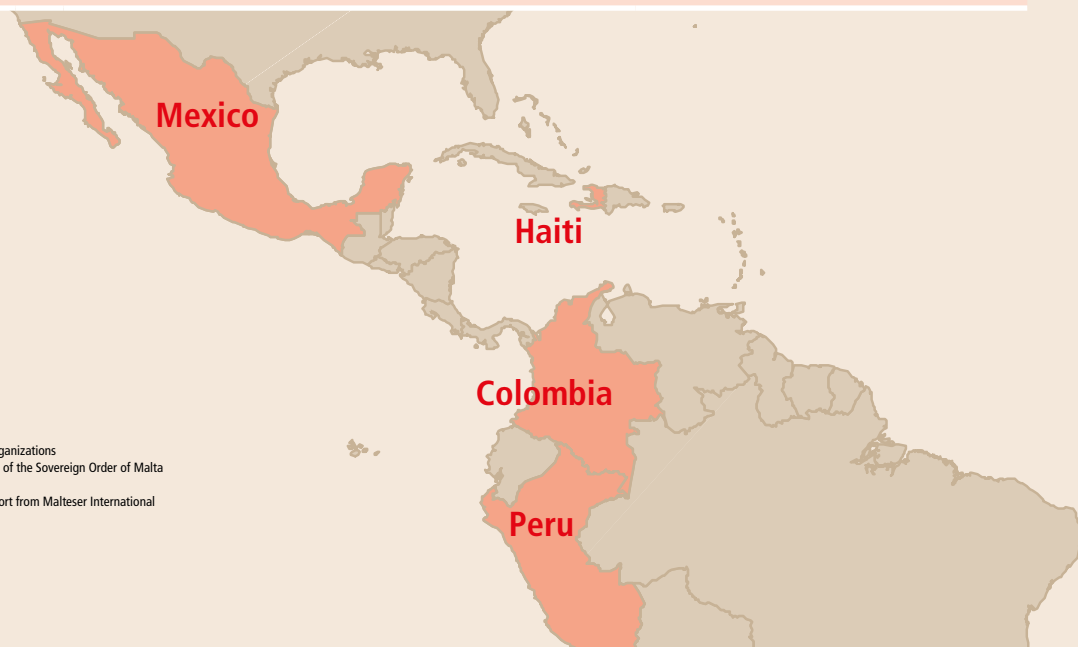 Mexico
Haiti
Colombia
ganizations
of the Sovereign Order of Malta
ort from Malteser International
Peru